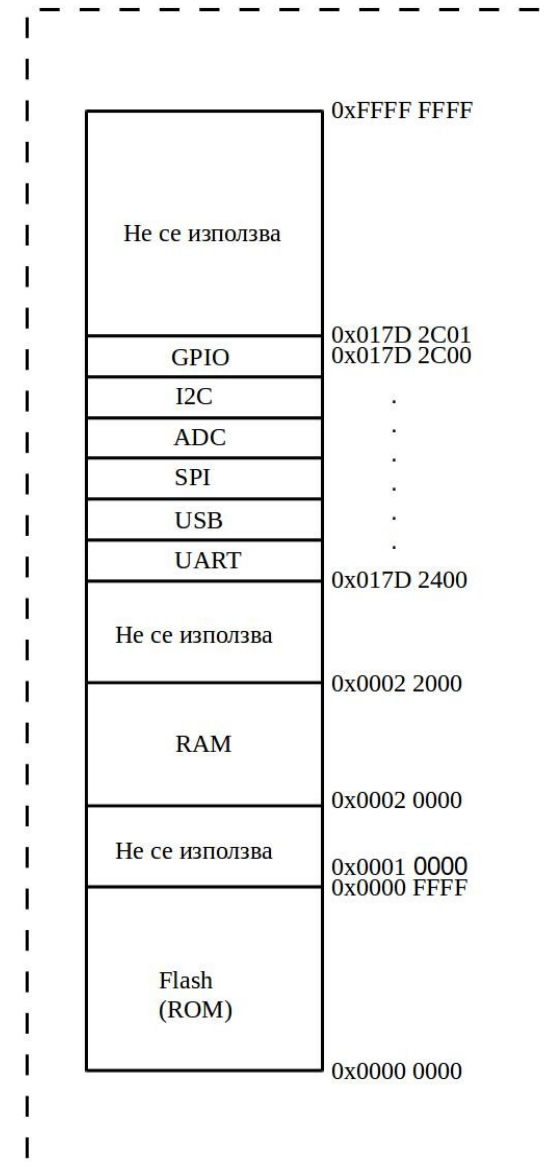 0xFFFF FFFF
Не се използва
0x017D 2C01
0x017D 2C00
GPIO
I2C
.
ADC
.
.
SPI
.
USB
.
UART
.
0x017D 2400
Не се използва
0x0002 2000
RAM
0x0002 0000
Не се използва
0x0001 0000
0x0000 FFFF
Flash
(ROM)
0x0000 0000